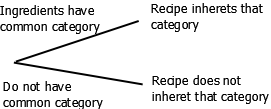 Ingredients have
common category
Recipe inherets that
category
Do not have
common category
Recipe does not
inheret that category